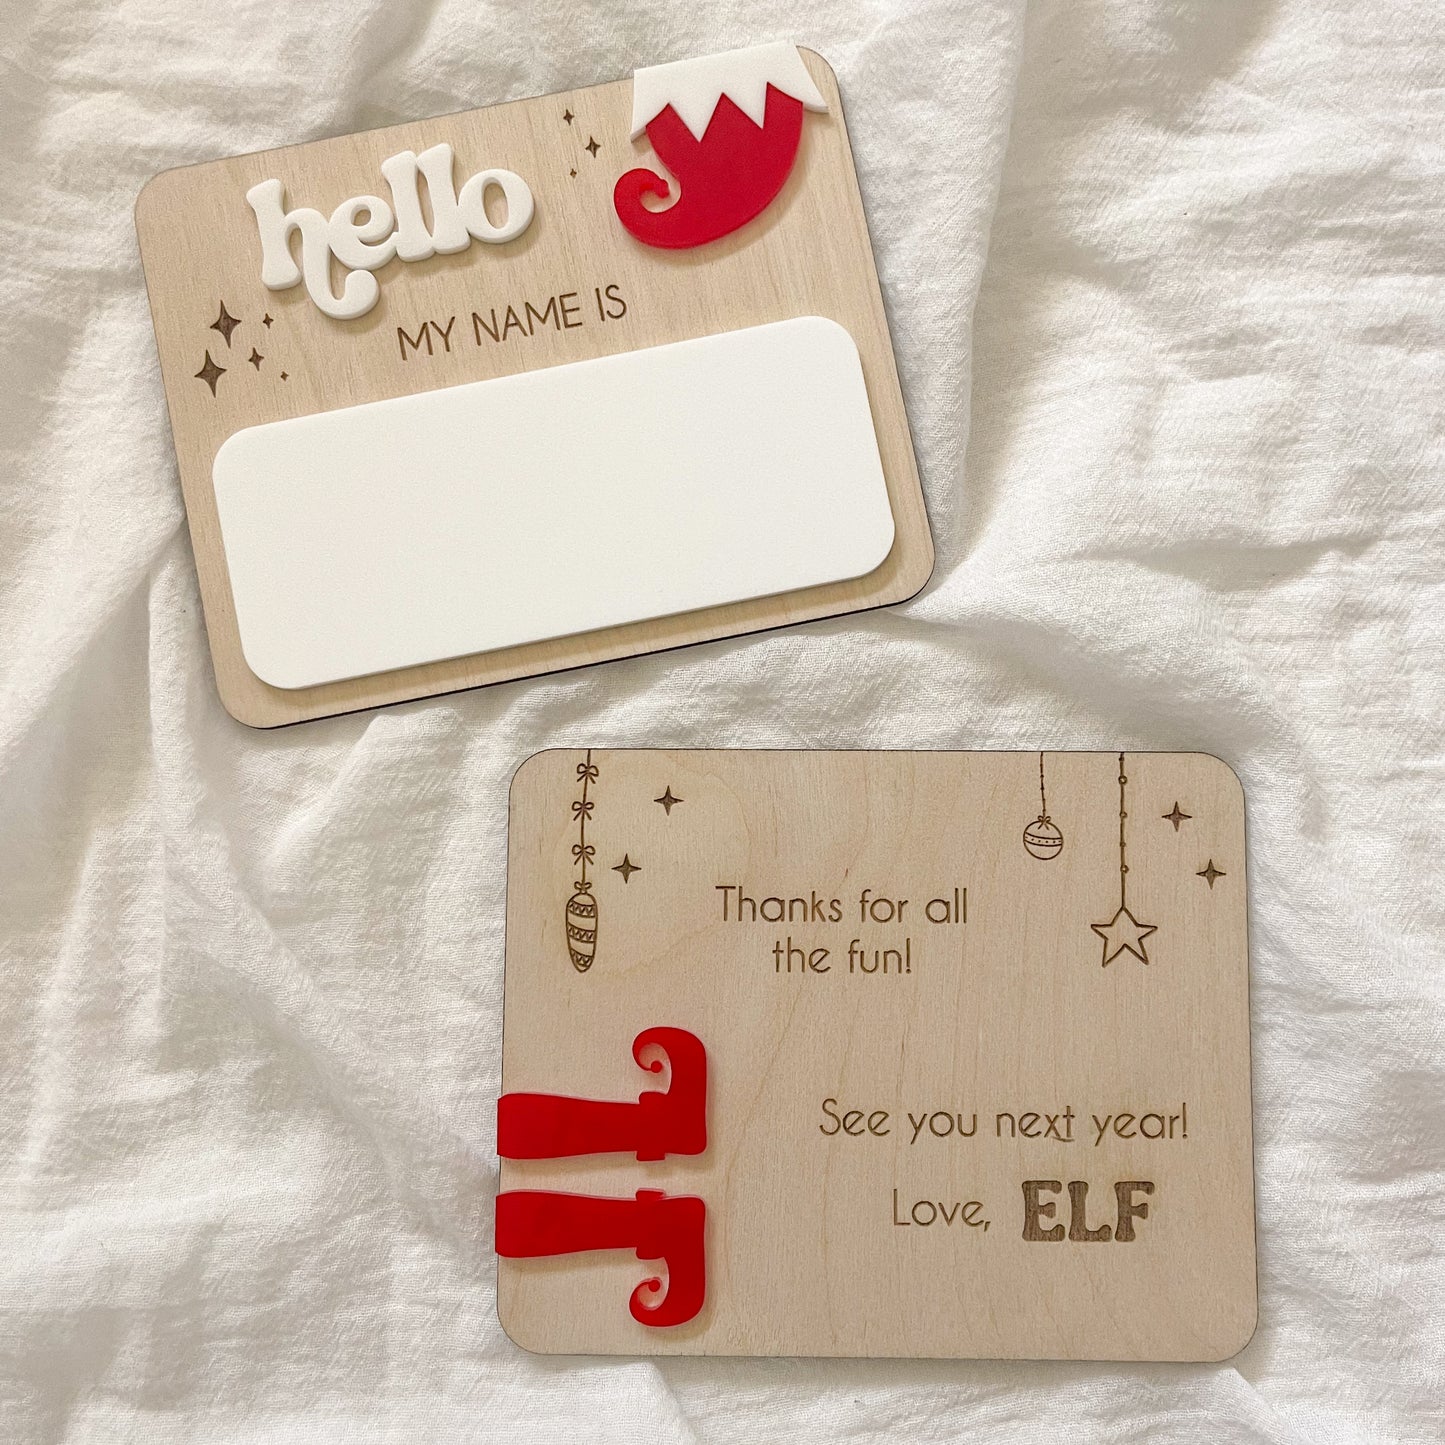 hello
MY NAME IS
Thanks for all
the fun!
See you next year!
Love, ELF